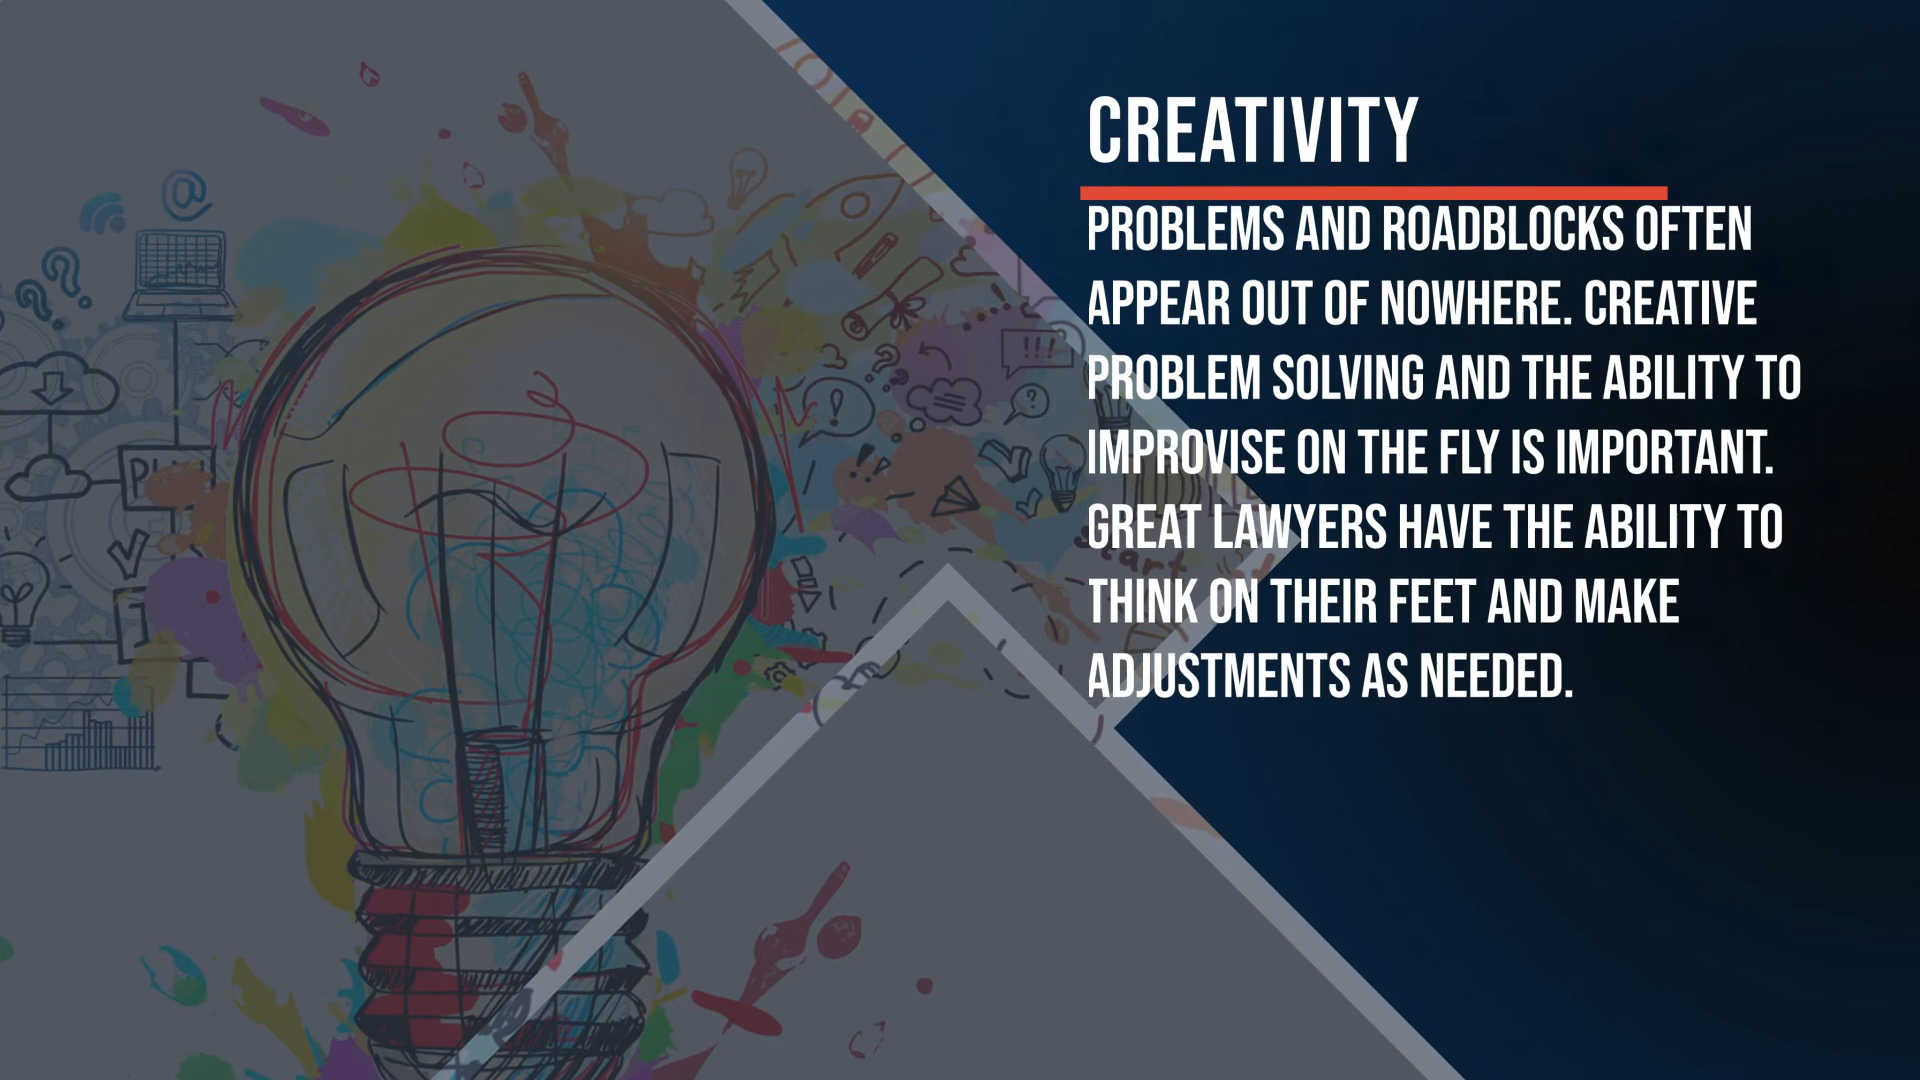 CREATIVITY
PROBLEMS AND ROADBLOCKS OFTEN
APPEAR OUT OF NOWHERE. CREATIVE
PROBLEM SOLVING AND THE ABILITY TO
IMPROVISE ON THE FLY IS IMPORTANT.
GREAT LAWYERS HAVE THE ABILITY TO
THINK ON THEIR FEET AND MAKE
ADJUSTMENTS AS NEEDED.